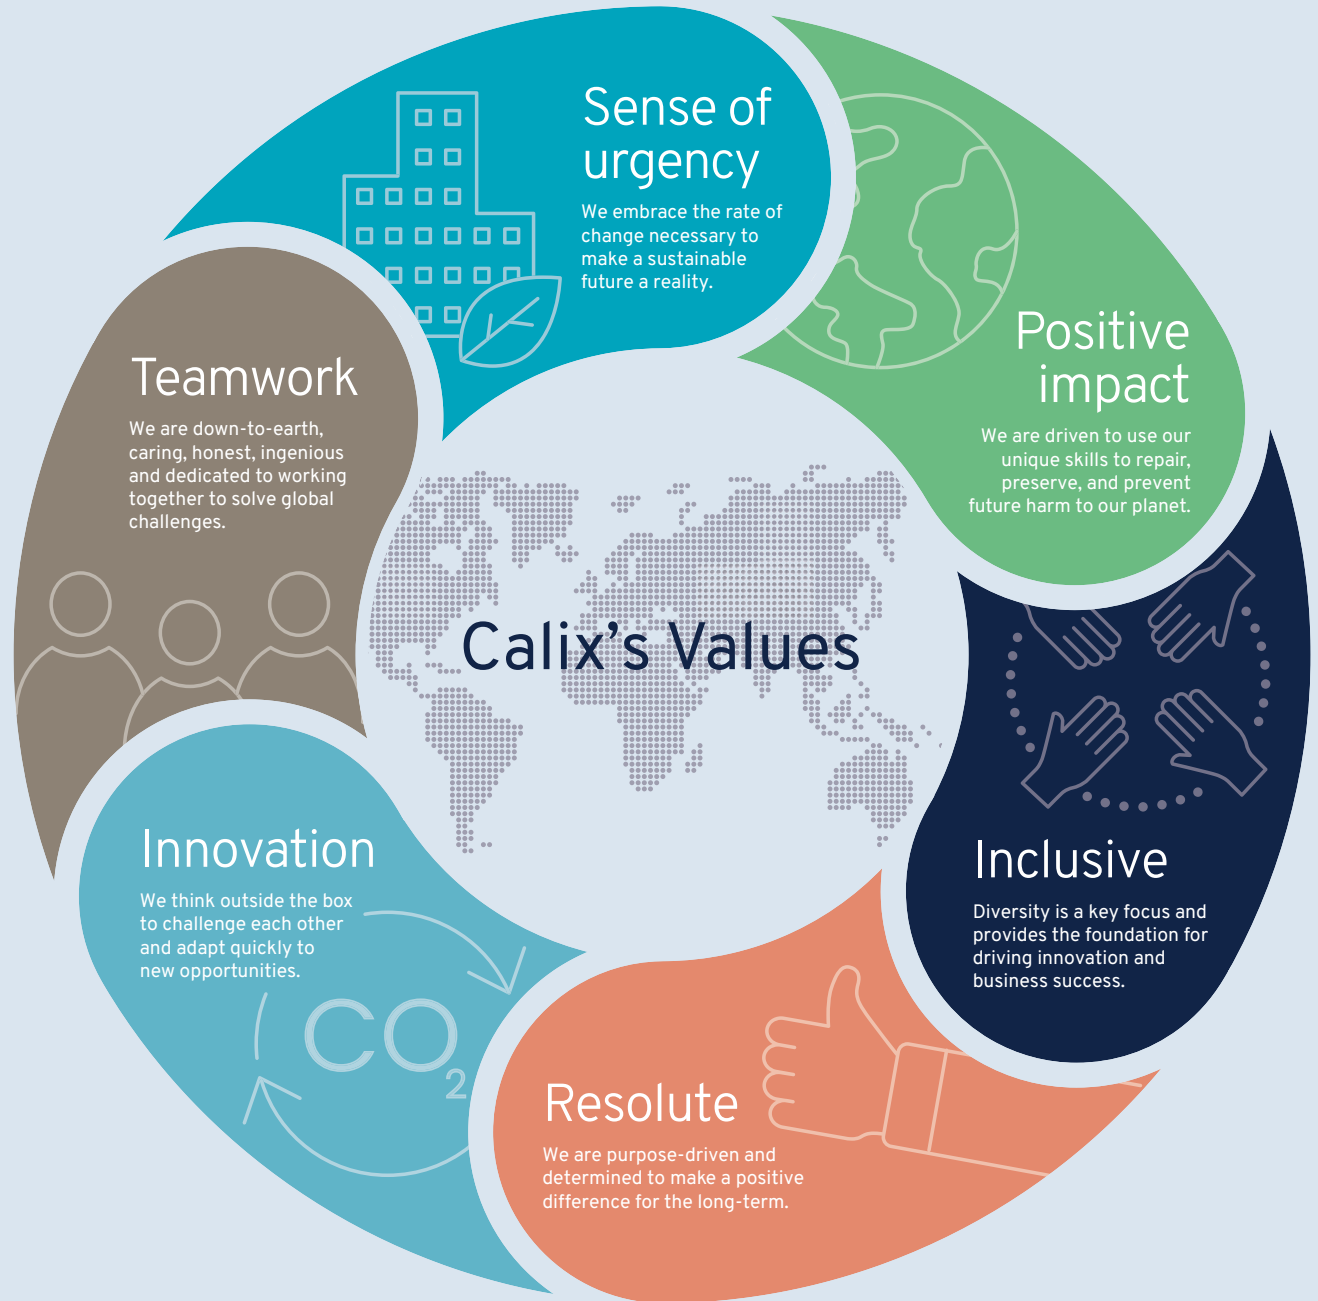 Sense of
urgency
We embrace the rate of
change necessary to
make a sustainable
future a reality.
Positive
impact
We are driven to use our
unique skills to repair,
preserve, and prevent
future harm to our planet.
Teamwork
We are down-to-earth,
caring, honest, ingenious
and dedicated to working
together to solve global
challenges.
Calix's Values
Inclusive
Diversity is a key focus and
provides the foundation for
driving innovation and
business success.
Innovation
We think outside the box
to challenge each other
and adapt quickly to
new opportunities.
CO₂
Resolute
We are purpose-driven and
determined to make a positive
difference for the long-term.